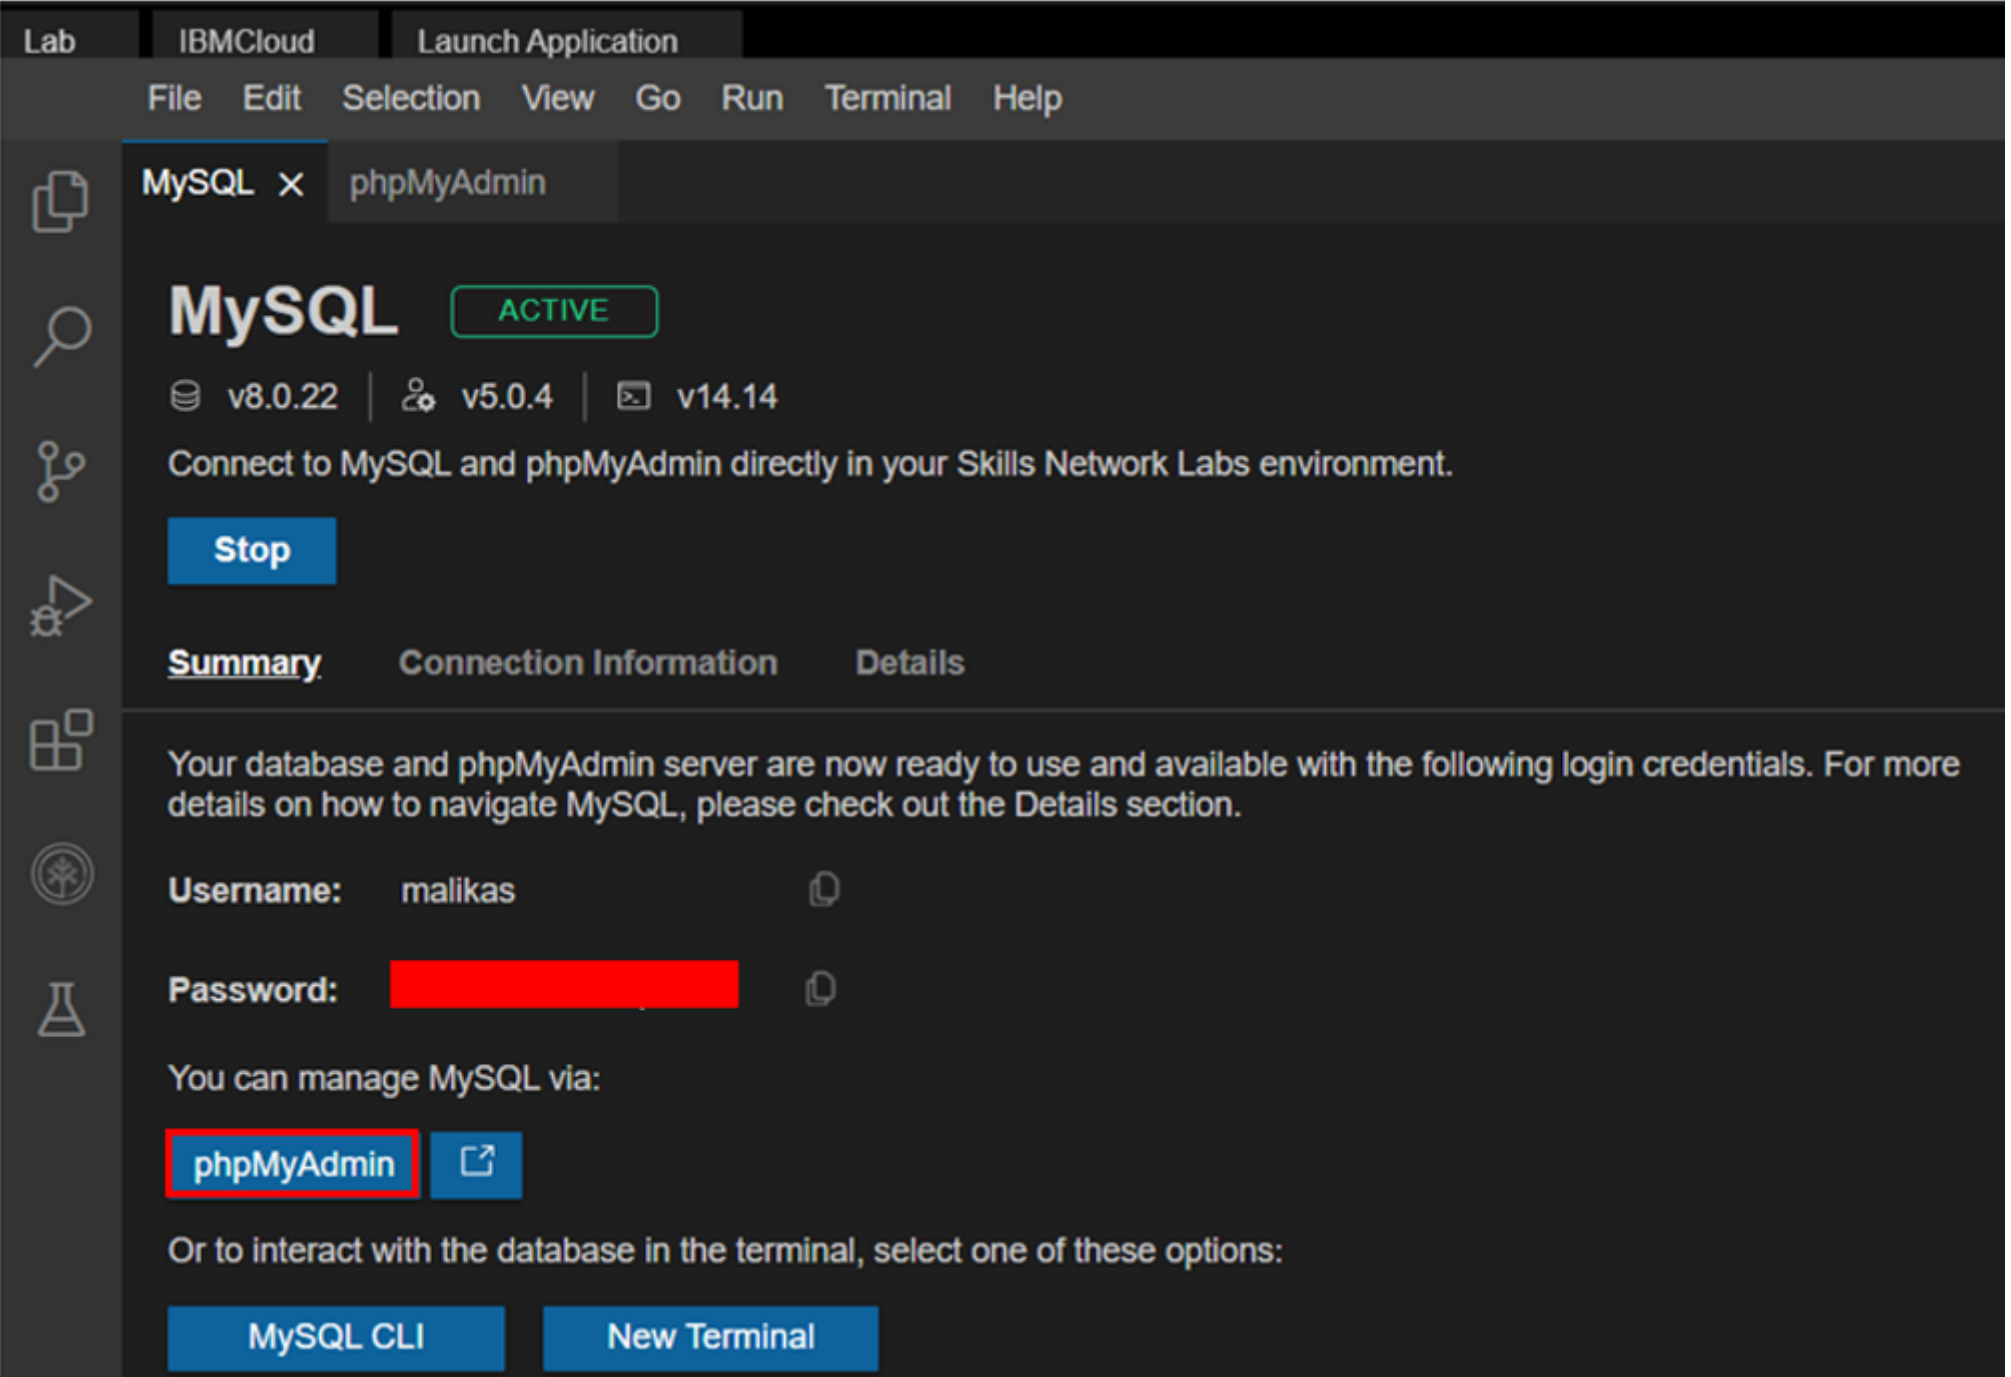 Lab IBMCloud Launch Application
File Edit Selection View Go Run Terminal Help
MySQL phpMyAdmin
MySQL ACTIVE
v8.0.22 v5.0.4 v14.14
Connect to MySQL and phpMyAdmin directly in your Skills Network Labs environment.
Stop
Summary Connection Information Details
Your database and phpMyAdmin server are now ready to use and available with the following login credentials. For more
details on how to navigate MySQL, please check out the Details section.
Username: malikas
Password:
You can manage MySQL via:
phpMyAdmin
Or to interact with the database in the terminal, select one of these options:
MySQL CLI New Terminal